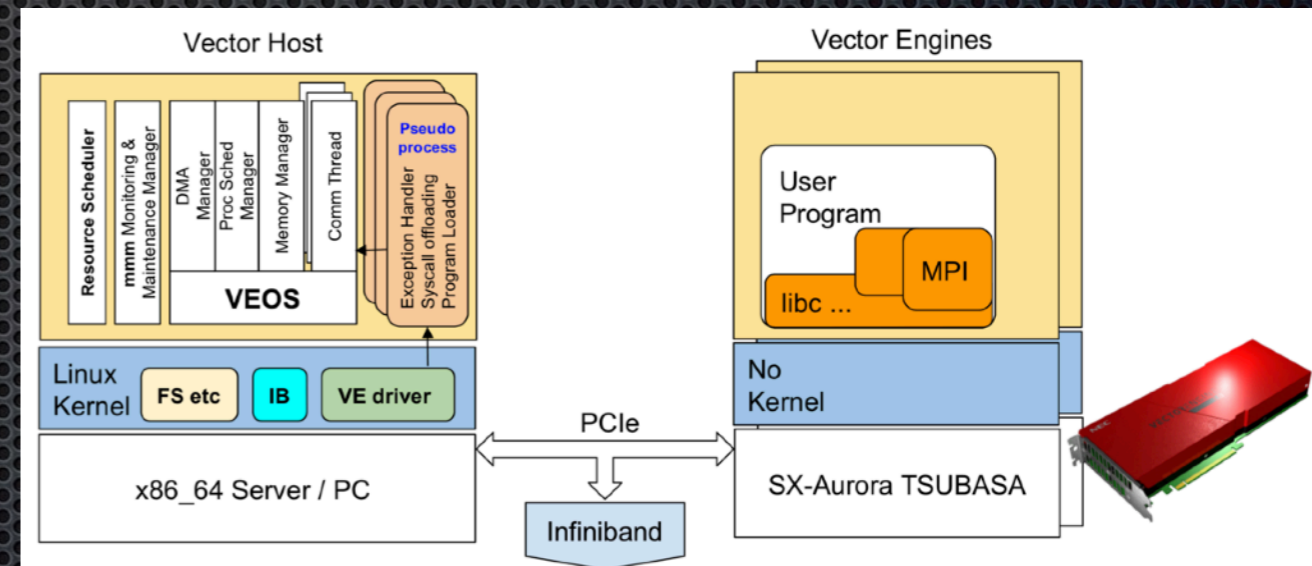 Vector Host
Vector Engines
Resource Scheduler
mmm Monitoring &
Maintenance Manager
DMA
Manager
Proc Sched
Manager
Memory Manager
Comm Thread
Pseudo
process
Exception Handler
Syscall offloading
Program Loader
VEOS
User
Program
MPI
libc ...
Linux
Kernel
FS etc
IB
VE driver
No
Kernel
PCIe
x86_64 Server / PC
SX-Aurora TSUBASA
Infiniband
NEC